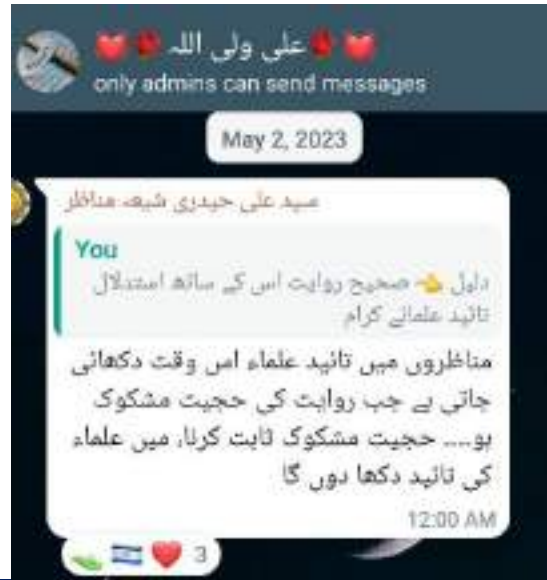 علی ولی اللہ
only admins can send messages
May 2, 2023
سید علی حیدری شیعہ مناظر
You
دلیل 👈 صحیح روایت اس کے ساتھ استدلال
تائید علمائے کرام
مناظروں میں تائید علماء اس وقت دکھائی
جاتی ہے جب روایت کی حجیت مشکوک
ہو.... حجیت مشکوک ثابت کرنا، میں علماء
کی تائید دکھا دوں گا
12:00 AM
3